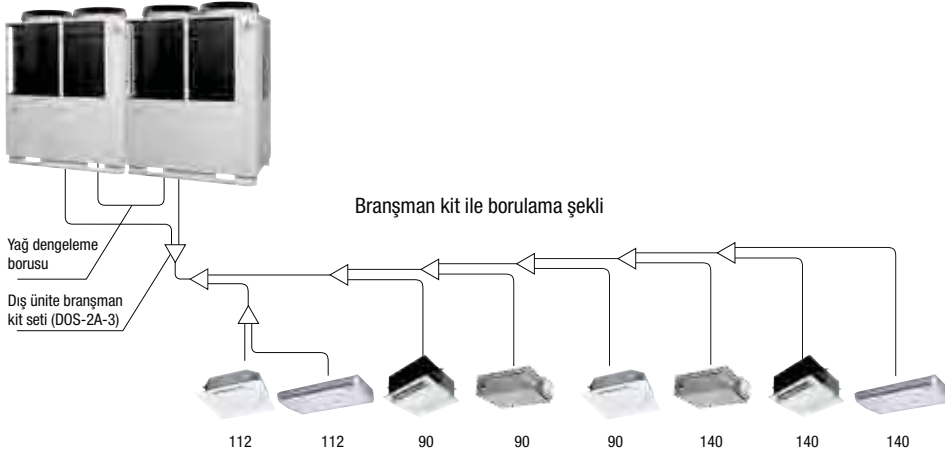 Branşman kit ile borulama şekli
Yağ dengeleme
borusu
Dış ünite branşman
kit seti (DOS-2A-3)
112 112 90 90 90 140 140 140